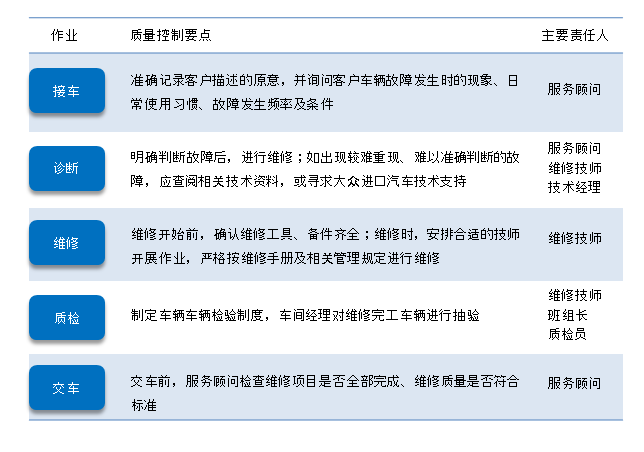 作业 质量控制要点 主要责任人
接车
准确记录客户描述的原意，并询问客户车辆故障发生时的现象、日
常使用习惯、故障发生频率及条件
服务顾问
诊断
明确判断故障后，进行维修；如出现较难重现、难以准确判断的故
障，应查阅相关技术资料，或寻求大众进口汽车技术支持
服务顾问
维修技师
技术经理
维修
维修开始前，确认维修工具、备件齐全；维修时，安排合适的技师
开展作业，严格按维修手册及相关管理规定进行维修
维修技师
质检
制定车辆车辆检验制度，车间经理对维修完工车辆进行抽验
维修技师
班组长
质检员
交车
交车前，服务顾问检查维修项目是否全部完成、维修质量是否符合
标准
服务顾问